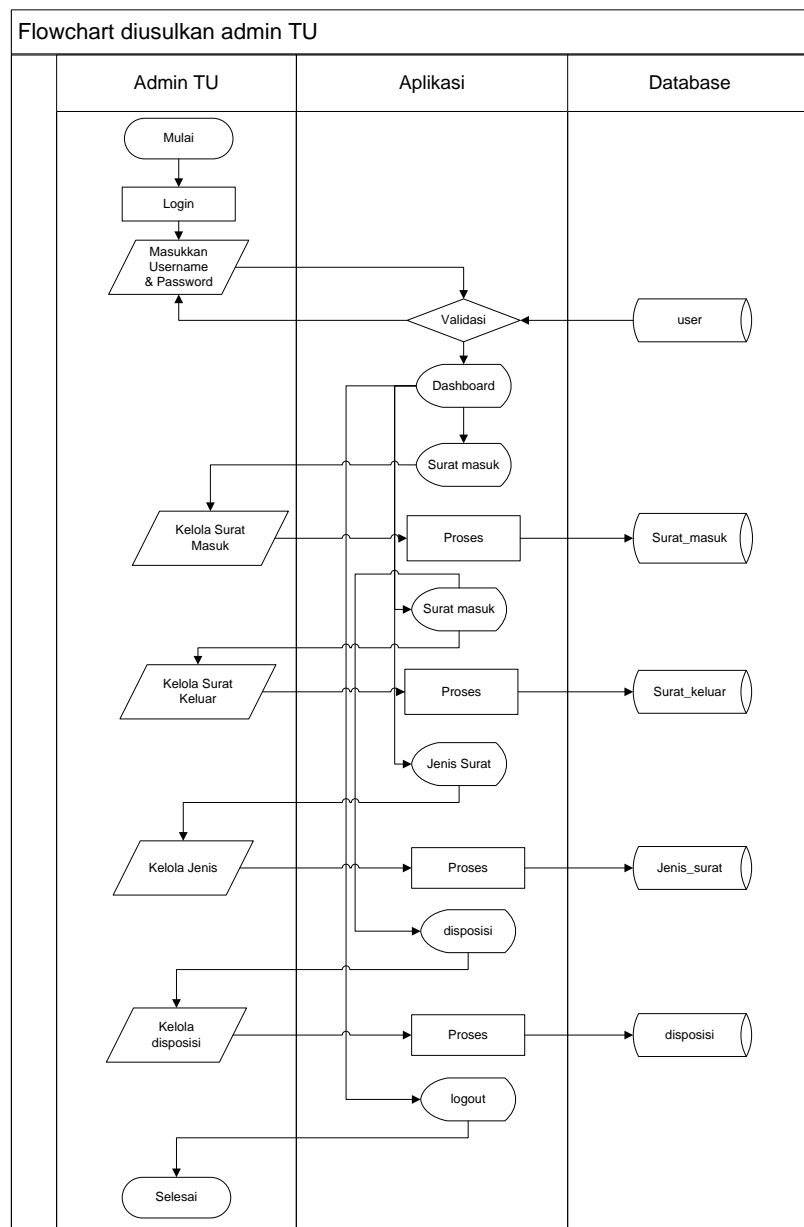 Flowchart diusulkan admin TU
Admin TU
Aplikasi
Database
Mulai
Login
Masukkan
Username
& Password
Validasi
user
Dashboard
Surat masuk
Kelola Surat
Masuk
Proses
Surat_masuk
Surat masuk
Kelola Surat
Keluar
Proses
Surat_keluar
Jenis Surat
Kelola Jenis
Proses
Jenis_surat
disposisi
Kelola
disposisi
Proses
disposisi
logout
Selesai